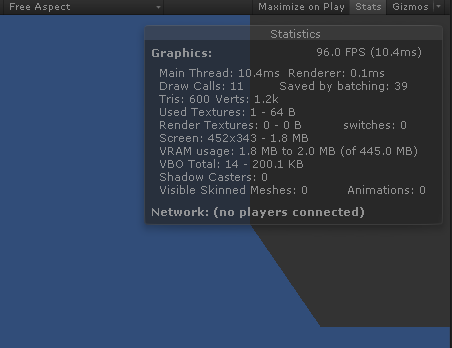 Free Aspect Maximize on Play Stats Gizmos
Statistics
Graphics: 96.0 FPS (10.4ms)
Main Thread: 10.4ms Renderer: 0.1ms
Draw Calls: 11 Saved by batching: 39
Tris: 600 Verts: 1.2k
Used Textures: 1 - 64 B
Render Textures: 0 - 0 B switches: 0
Screen: 452x343 - 1.8 MB
VRAM usage: 1.8 MB to 2.0 MB (of 445.0 MB)
VBO Total: 14 - 200.1 KB
Shadow Casters: 0
Visible Skinned Meshes: 0 Animations: 0
Network: (no players connected)